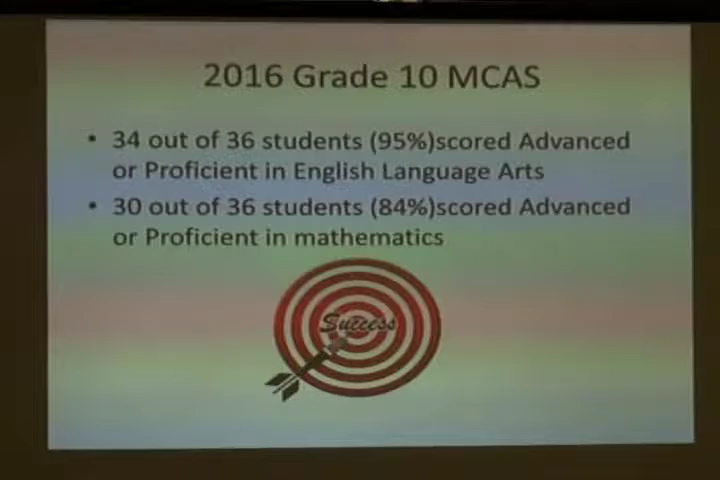 2016 Grade 10 MCAS
• 34 out of 36 students (95%)scored Advanced
or Proficient in English Language Arts
• 30 out of 36 students (84%)scored Advanced
or Proficient in mathematics
Success